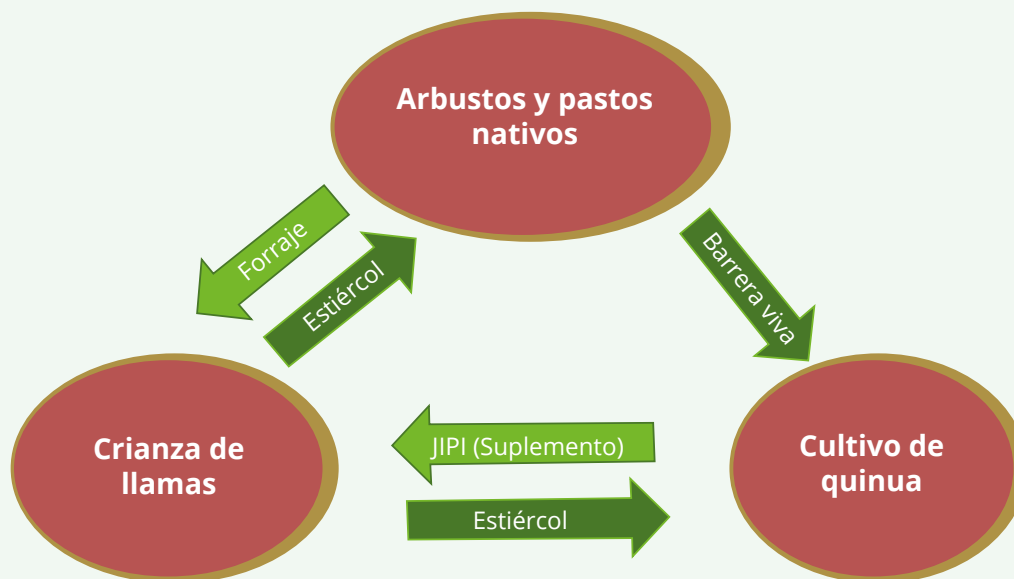 Arbustos y pastos
nativos
Forraje
Estiércol
Barrera viva
Crianza de
llamas
JIPI (Suplemento)
Estiércol
Cultivo de
quinua